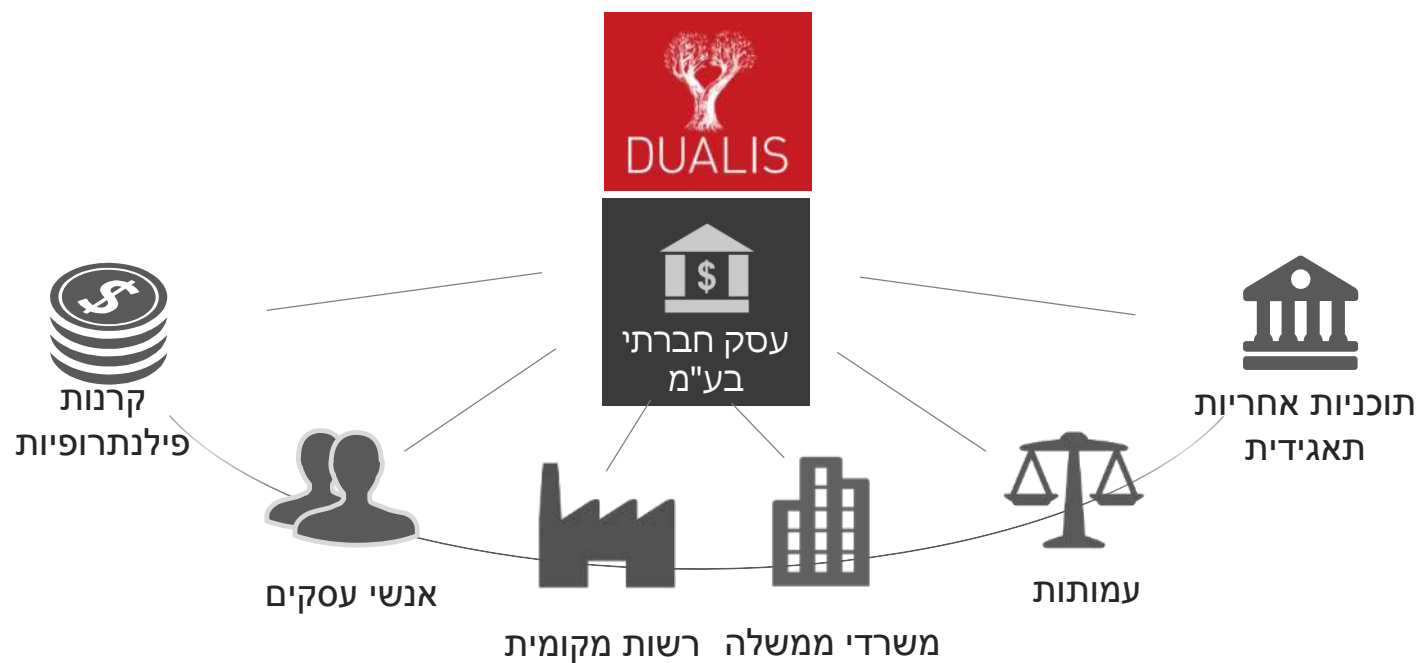 DUALIS
$
עסק חברתי
בע"מ
$
קרנות
פילנתרופיות
תוכניות אחריות
תאגידית
אנשי עסקים
עמותות
משרדי ממשלה
רשות מקומית